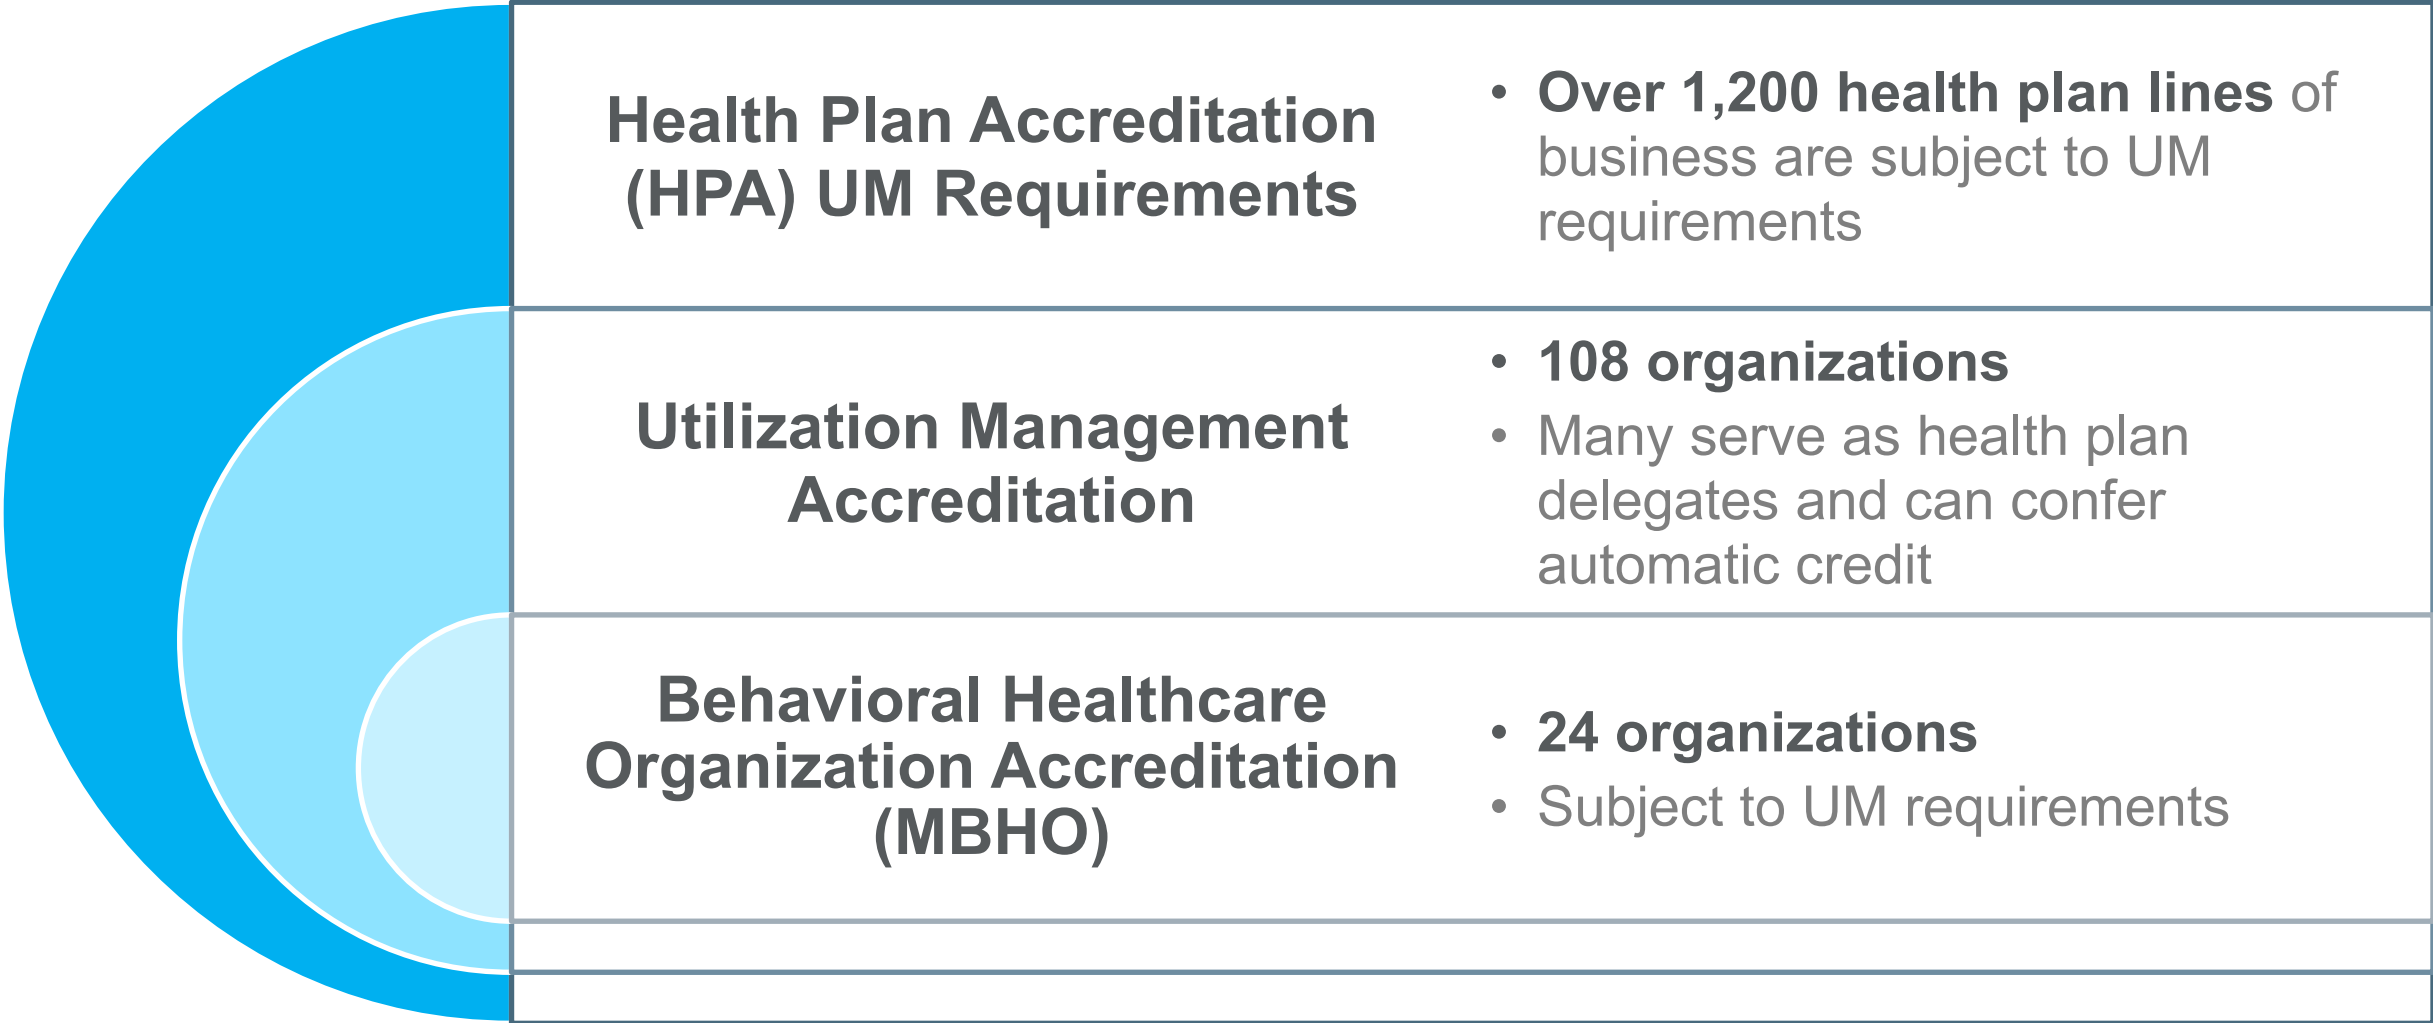 Health Plan Accreditation
(HPA) UM Requirements
• Over 1,200 health plan lines of
business are subject to UM
requirements
Utilization Management
Accreditation
• 108 organizations
• Many serve as health plan
delegates and can confer
automatic credit
Behavioral Healthcare
Organization Accreditation
(MBHO)
• 24 organizations
• Subject to UM requirements